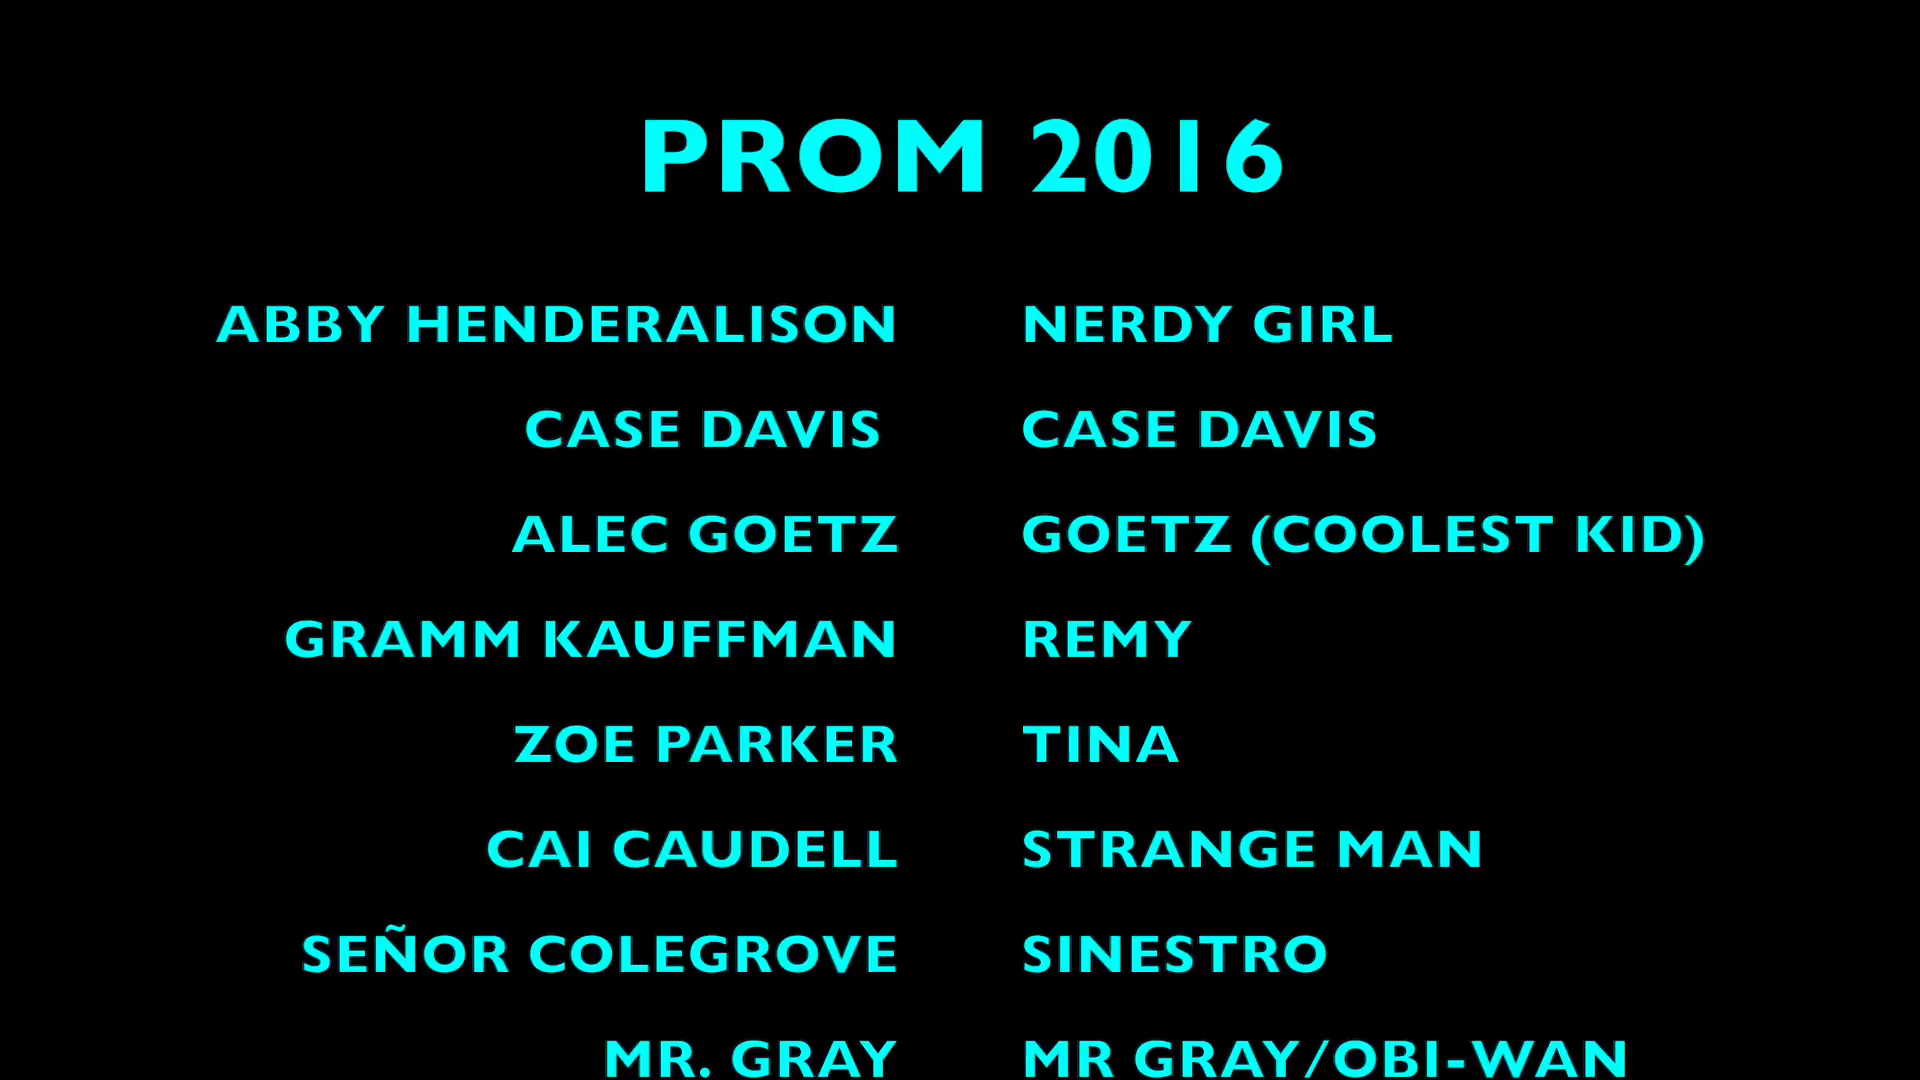 PROM 2016
ABBY HENDERALISON NERDY GIRL
CASE DAVIS CASE DAVIS
ALEC GOETZ GOETZ (COOLEST KID)
GRAMM KAUFFMAN REMY
ZOE PARKER TINA
CAI CAUDELL STRANGE MAN
SEÑOR COLEGROVE SINESTRO
MR. GRAY MR GRAY/OBI-WAN